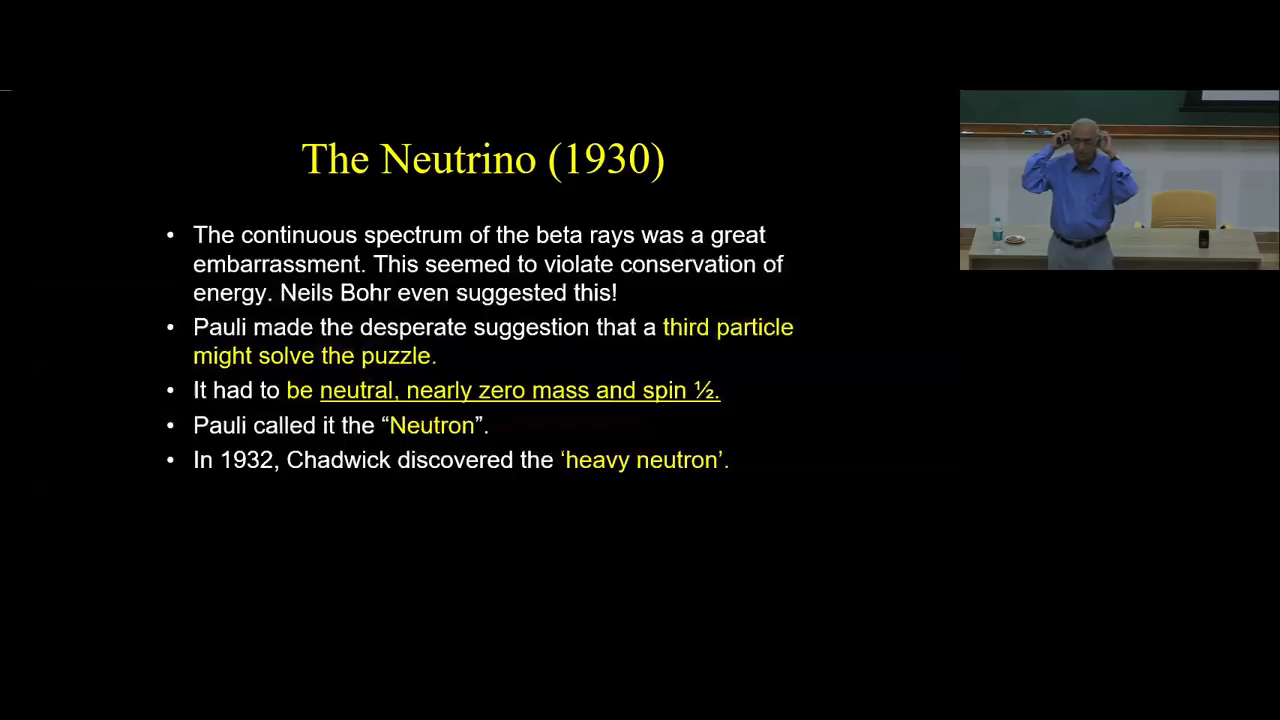 The Neutrino (1930)
• The continuous spectrum of the beta rays was a great
embarrassment. This seemed to violate conservation of
energy. Neils Bohr even suggested this!
• Pauli made the desperate suggestion that a third particle
might solve the puzzle.
• It had to be neutral, nearly zero mass and spin ½.
• Pauli called it the “Neutron”.
• In 1932, Chadwick discovered the ‘heavy neutron’.